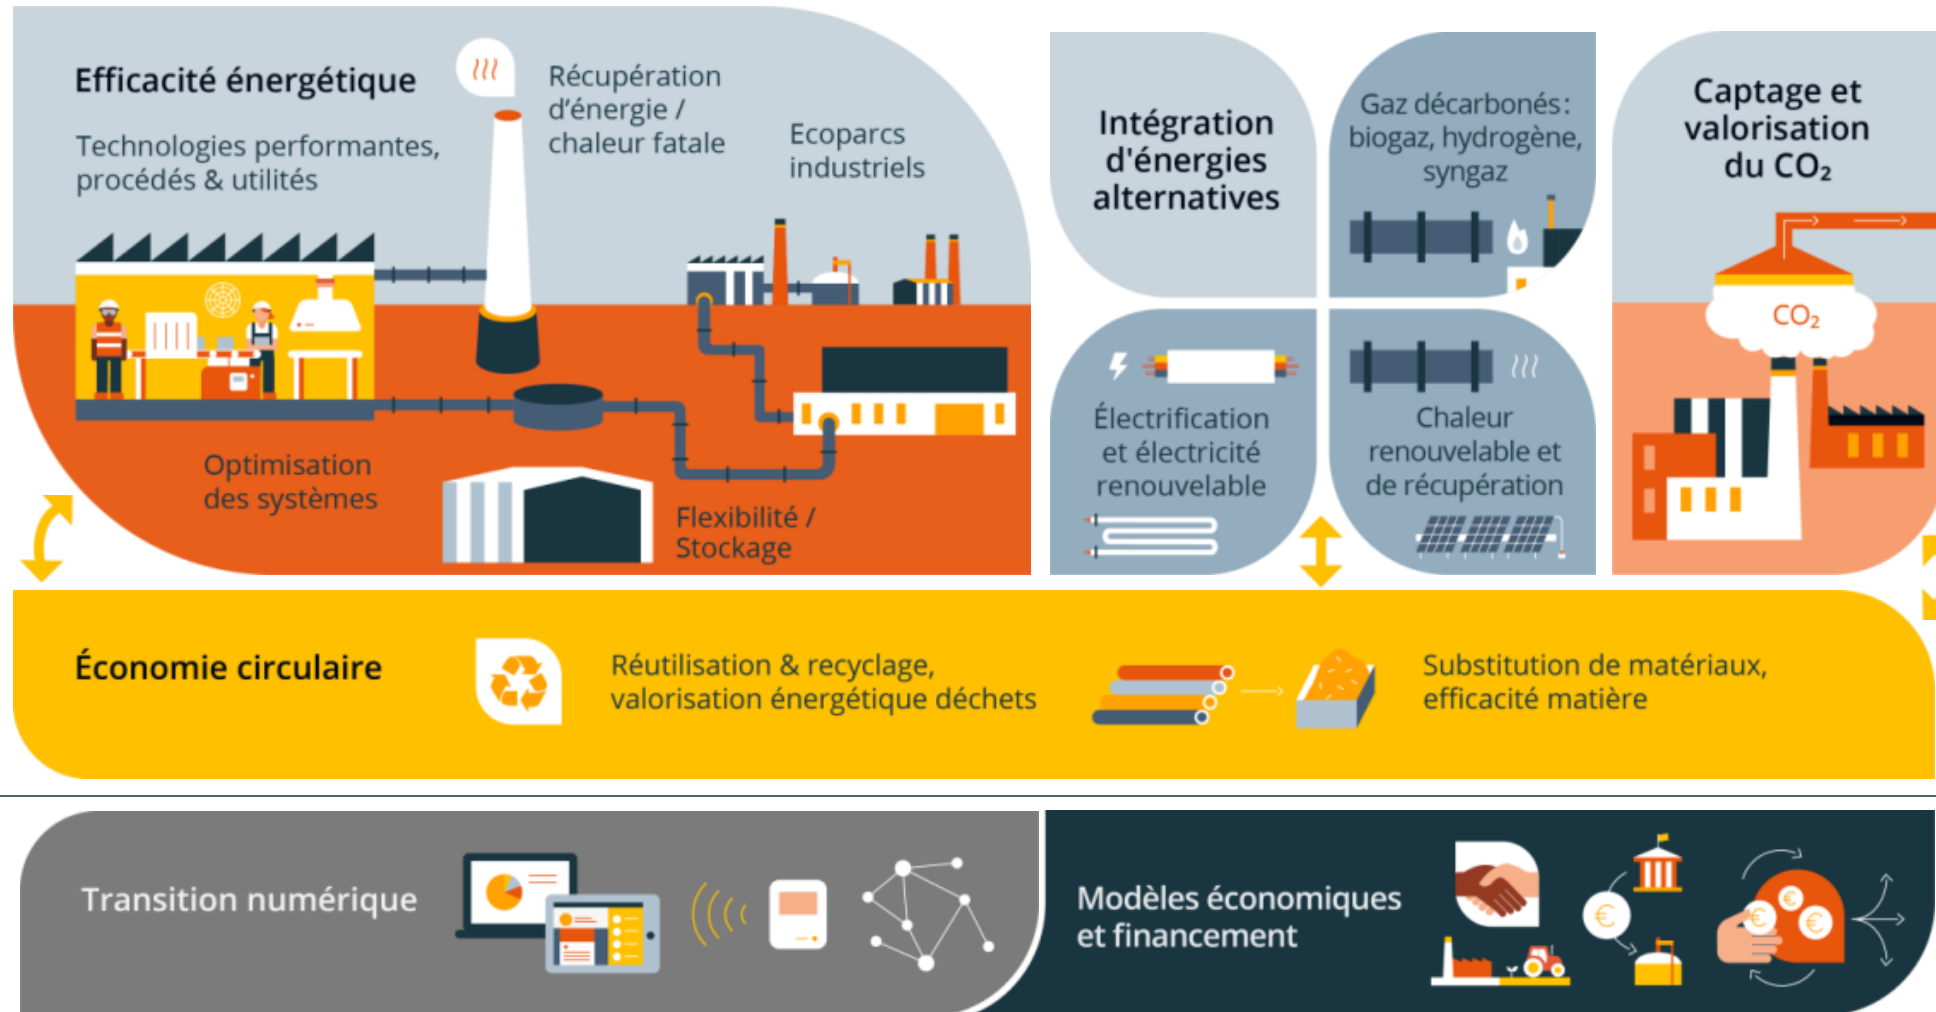 Efficacité énergétique
Technologies performantes,
procédés & utilités
Récupération
d'énergie /
chaleur fatale
Ecoparcs
industriels
Optimisation
des systèmes
Flexibilité /
Stockage
Intégration
d'énergies
alternatives
Gaz décarbonés :
biogaz, hydrogène,
syngaz
Électrification
et électricité
renouvelable
Chaleur
renouvelable et
de récupération
Captage et
valorisation
du CO₂
CO₂
Économie circulaire
Réutilisation & recyclage,
valorisation énergétique déchets
Substitution de matériaux,
efficacité matière
Transition numérique
Modèles économiques
et financement
€
€
€
€